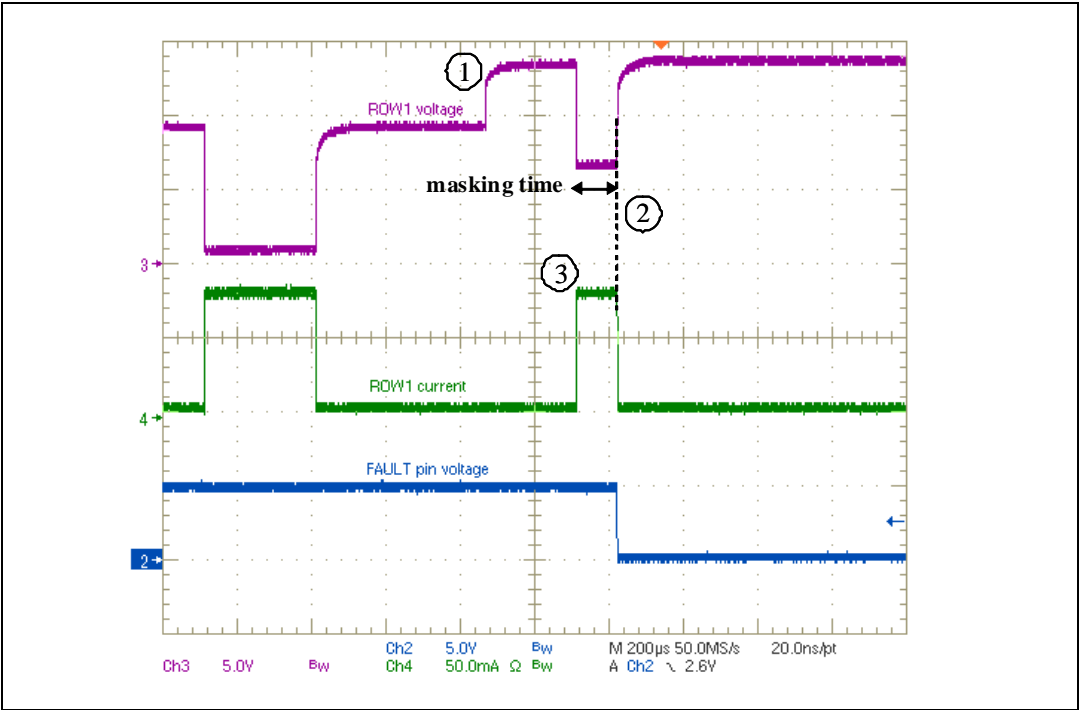 1
ROW1 voltage
masking time
2
3
3
ROW1 current
4
FAULT pin voltage
2
Ch2 5.0V Bw M 200µs 50.0MS/s 20.0ns/pt
Ch3 5.0V Bw Ch4 50.0mA Ω Bw A Ch2 ∖ 2.6V